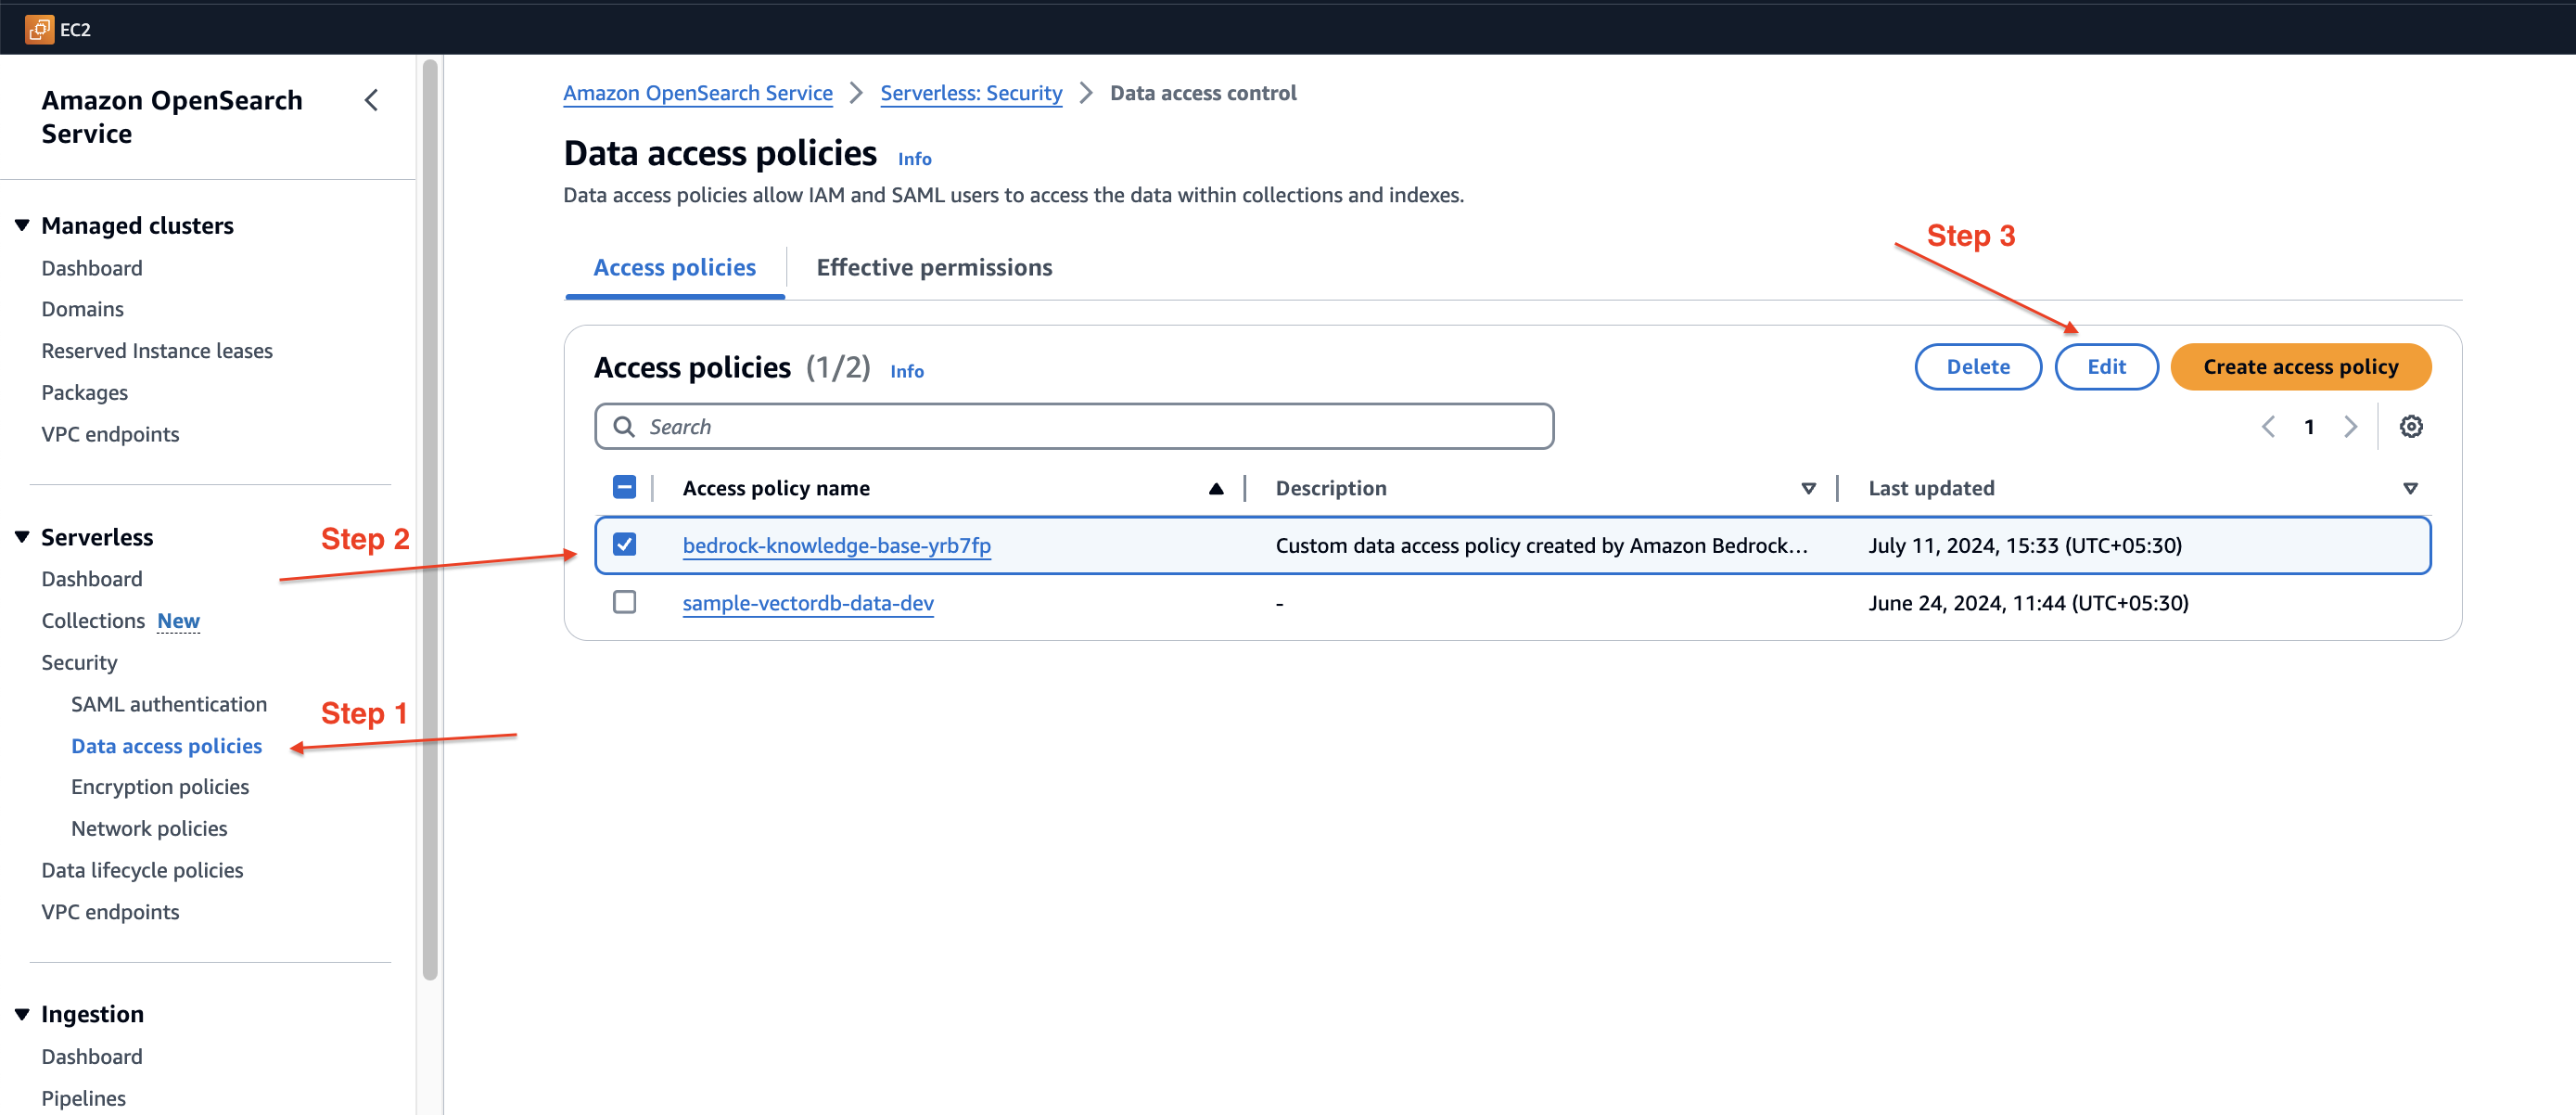 EC2
Amazon OpenSearch
Service
Managed clusters
Dashboard
Domains
Reserved Instance leases
Packages
VPC endpoints
Serverless
Dashboard
Collections New
Security
SAML authentication
Data access policies
Encryption policies
Network policies
Data lifecycle policies
VPC endpoints
Ingestion
Dashboard
Pipelines
Step 2
Step 1
Amazon OpenSearch Service Serverless: Security Data access control
Data access policies Info
Data access policies allow IAM and SAML users to access the data within collections and indexes.
Step 3
Access policies Effective permissions
Access policies (1/2) Info
Delete Edit Create access policy
Search
1
Access policy name Description Last updated
bedrock-knowledge-base-yrb7fp Custom data access policy created by Amazon Bedrock... July 11, 2024, 15:33 (UTC+05:30)
sample-vectordb-data-dev - June 24, 2024, 11:44 (UTC+05:30)